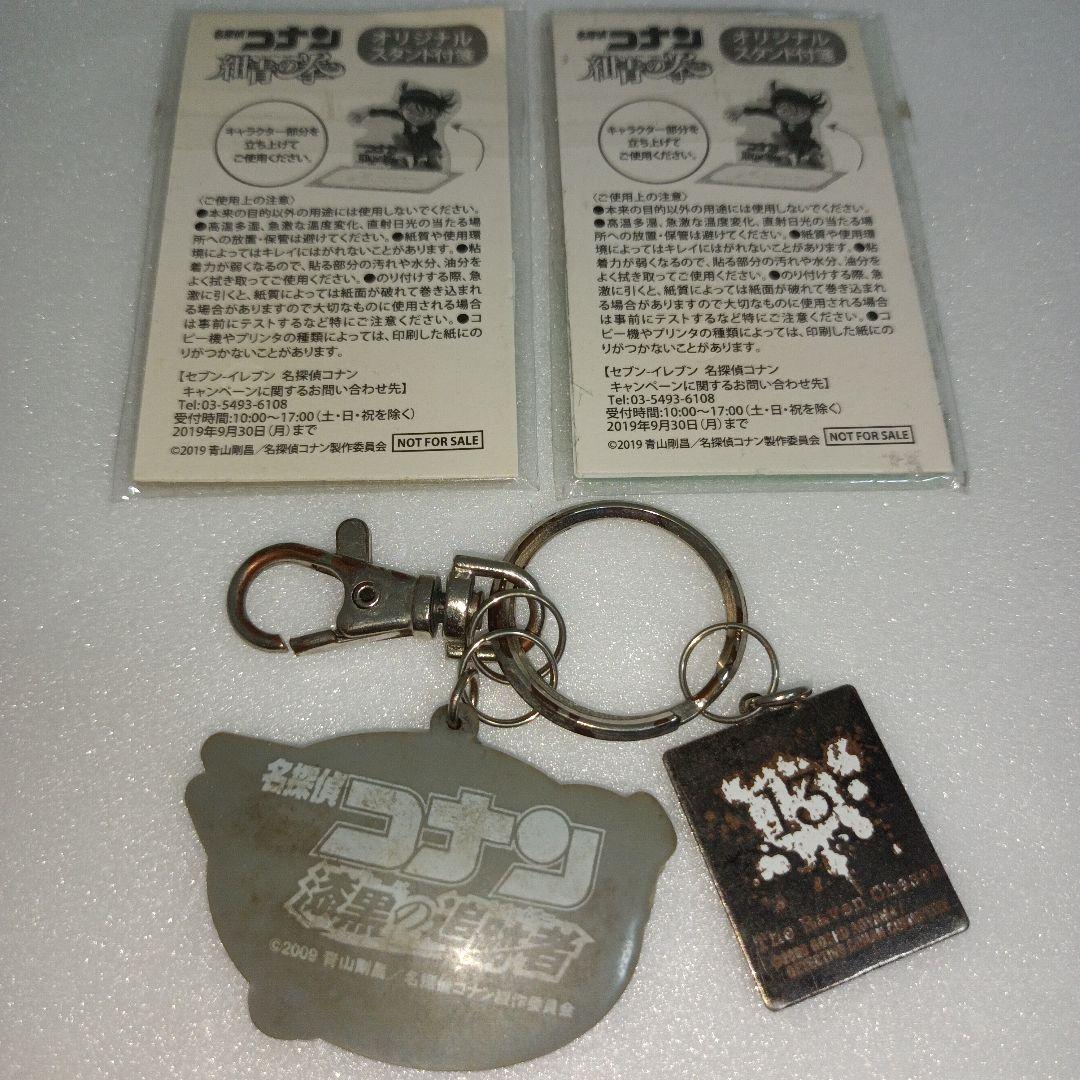 名探偵コナン
紺青の拳
オリジナル
スタンド付箋
キャラクター部分を
立ち上げて
ご使用ください。
〈ご使用上の注意〉
●本来の目的以外の用途には使用しないでください。
●高温多湿、急激な温度変化、直射日光の当たる場
所への放置・保管は避けてください。●紙質や使用環
境によってはキレイにはがれないことがあります。●粘
着力が弱くなるので、貼る部分の汚れや水分、油分を
よく拭き取ってご使用ください。●のり付けする際、急
激に引くと、紙質によっては紙面が破れて巻き込まれ
る場合がありますので大切なものに使用される場合
は事前にテストするなど特にご注意ください。●コ
ピー機やプリンタの種類によっては、印刷した紙にの
りがつかないことがあります。
【セブン-イレブン 名探偵コナン
キャンペーンに関するお問い合わせ先】
Tel:03-5493-6108
受付時間:10:00～17:00(土・日・祝を除く)
2019年9月30日(月)まで
©2019 青山剛昌／名探偵コナン製作委員会
NOT FOR SALE
名探偵コナン
紺青の拳
オリジナル
スタンド付箋
キャラクター部分を
立ち上げて
ご使用ください。
〈ご使用上の注意〉
●本来の目的以外の用途には使用しないでください。
●高温多湿、急激な温度変化、直射日光の当たる場
所への放置・保管は避けてください。●紙質や使用環
境によってはキレイにはがれないことがあります。●粘
着力が弱くなるので、貼る部分の汚れや水分、油分を
よく拭き取ってご使用ください。●のり付けする際、急
激に引くと、紙質によっては紙面が破れて巻き込まれ
る場合がありますので大切なものに使用される場合
は事前にテストするなど特にご注意ください。●コ
ピー機やプリンタの種類によっては、印刷した紙にの
りがつかないことがあります。
【セブン-イレブン 名探偵コナン
キャンペーンに関するお問い合わせ先】
Tel:03-5493-6108
受付時間:10:00～17:00(土・日・祝を除く)
2019年9月30日(月)まで
©2019 青山剛昌／名探偵コナン製作委員会
NOT FOR SALE
名探偵
コナン
漆黒の追跡者
©2009 青山剛昌／名探偵コナン製作委員会
13
The Raven Chaser